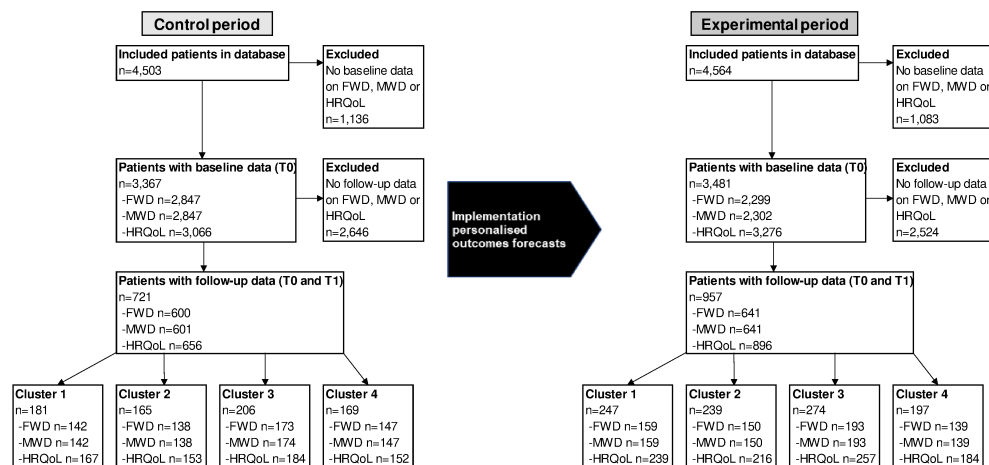 Control period
Included patients in database
n=4,503
Excluded
No baseline data
on FWD, MWD or
HRQoL
n=1,136
Patients with baseline data (T0)
n=3,367
-FWD n=2,847
-MWD n=2,847
-HRQoL n=3,066
Excluded
No follow-up data
on FWD, MWD or
HRQoL
n=2,646
Patients with follow-up data (T0 and T1)
n=721
-FWD n=600
-MWD n=601
-HRQoL n=656
Cluster 1
n=181
-FWD n=142
-MWD n=142
-HRQoL n=167
Cluster 2
n=165
-FWD n=138
-MWD n=138
-HRQoL n=153
Cluster 3
n=206
-FWD n=173
-MWD n=174
-HRQoL n=184
Cluster 4
n=169
-FWD n=147
-MWD n=147
-HRQoL n=152
Implementation
personalised
outcomes forecasts
Experimental period
Included patients in database
n=4,564
Excluded
No baseline data
on FWD, MWD or
HRQoL
n=1,083
Patients with baseline data (T0)
n=3,481
-FWD n=2,299
-MWD n=2,302
-HRQoL n=3,276
Excluded
No follow-up data
on FWD, MWD or
HRQoL
n=2,524
Patients with follow-up data (T0 and T1)
n=957
-FWD n=641
-MWD n=641
-HRQoL n=896
Cluster 1
n=247
-FWD n=159
-MWD n=159
-HRQoL n=239
Cluster 2
n=239
-FWD n=150
-MWD n=150
-HRQoL n=216
Cluster 3
n=274
-FWD n=193
-MWD n=193
-HRQoL n=257
Cluster 4
n=197
-FWD n=139
-MWD n=139
-HRQoL n=184